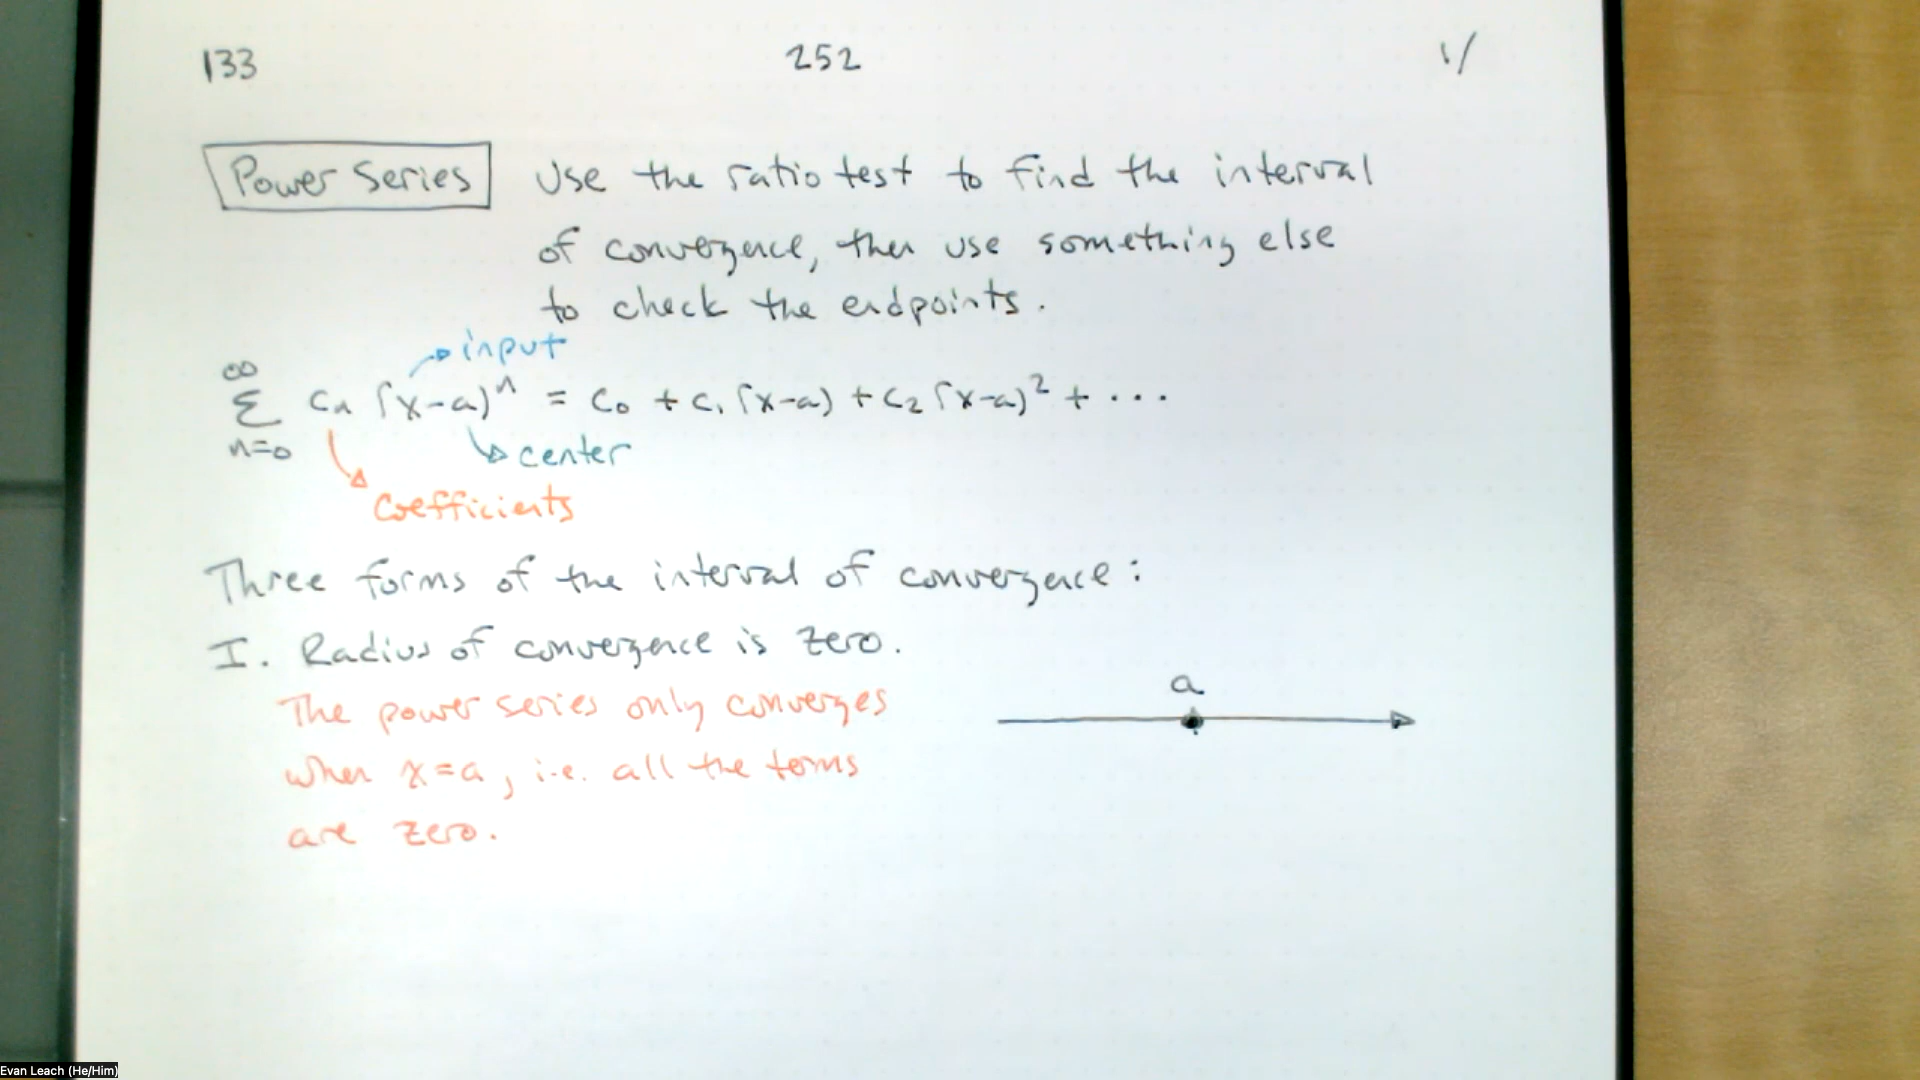 133 252 1/
Power Series Use the ratio test to find the interval
of convergence, then use something else
to check the endpoints.
input
∞
Σ cₙ (x-a)ⁿ = c₀ + c₁(x-a) + c₂(x-a)² + ...
n=0
center
Coefficients
Three forms of the interval of convergence:
I. Radius of convergence is zero.
The power series only converges
a
when x=a, i.e. all the terms
are zero.
Evan Leach (He/Him)